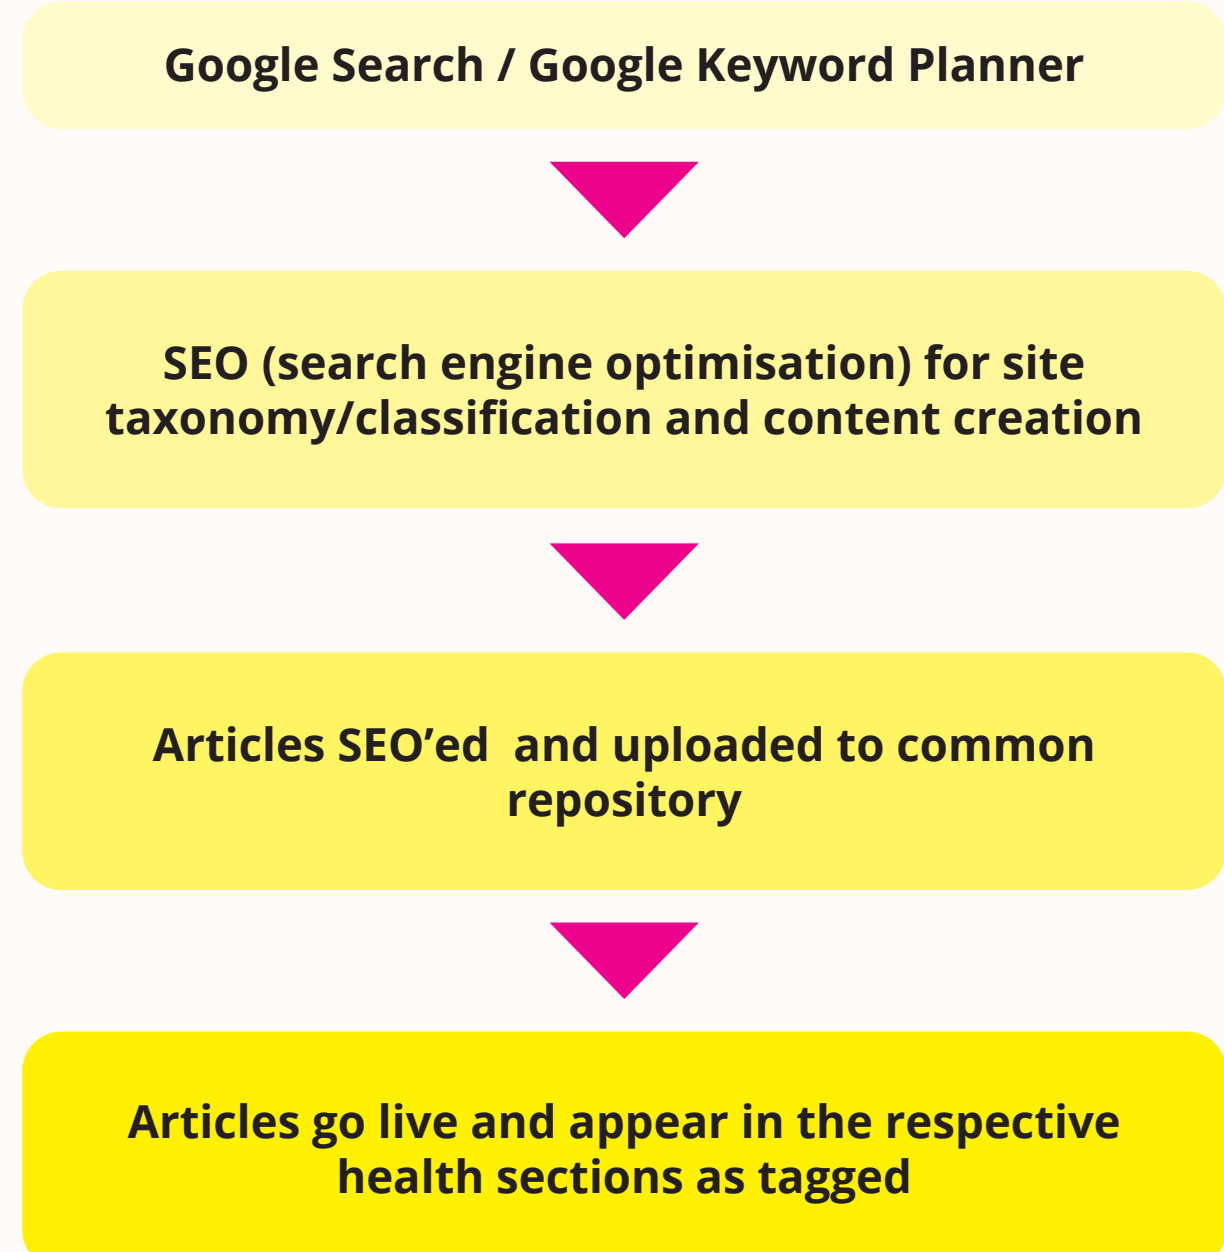 Google Search / Google Keyword Planner
SEO (search engine optimisation) for site
taxonomy/classification and content creation
Articles SEO’ed  and uploaded to common
repository
Articles go live and appear in the respective
health sections as tagged